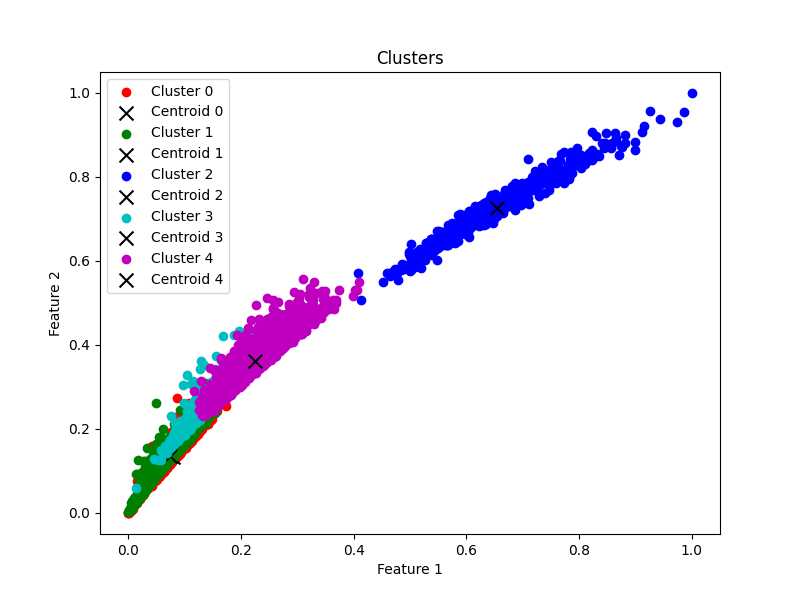 Clusters
Cluster 0
Centroid 0
Cluster 1
Centroid 1
Cluster 2
Centroid 2
Cluster 3
Centroid 3
Cluster 4
Centroid 4
1.0
0.8
0.6
0.4
0.2
0.0
Feature 2
0.0 0.2 0.4 0.6 0.8 1.0
Feature 1